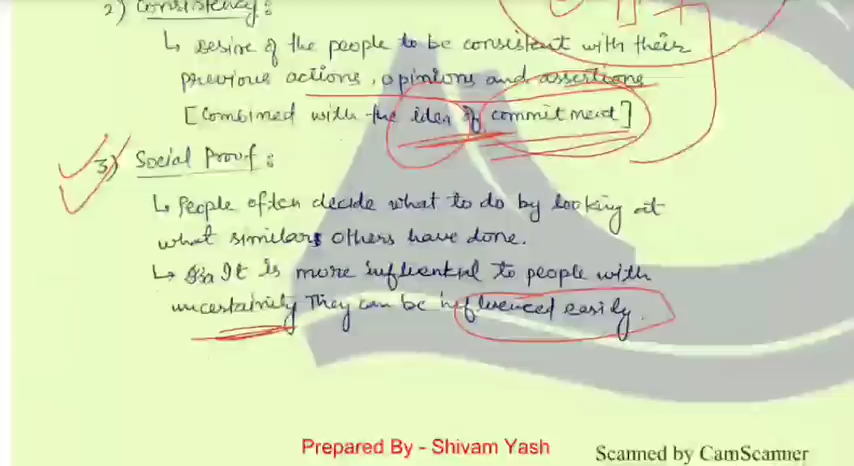 2) Consistency:
↳ Desire of the people to be consistent with their
previous actions, opinions and assertions
[Combined with the idea of commitment]
3) Social Proof:
↳ People often decide what to do by looking at
what similar others have done.
↳ It is more influential to people with
uncertainity They can be influenced easily.
Prepared By - Shivam Yash
Scanned by CamScanner